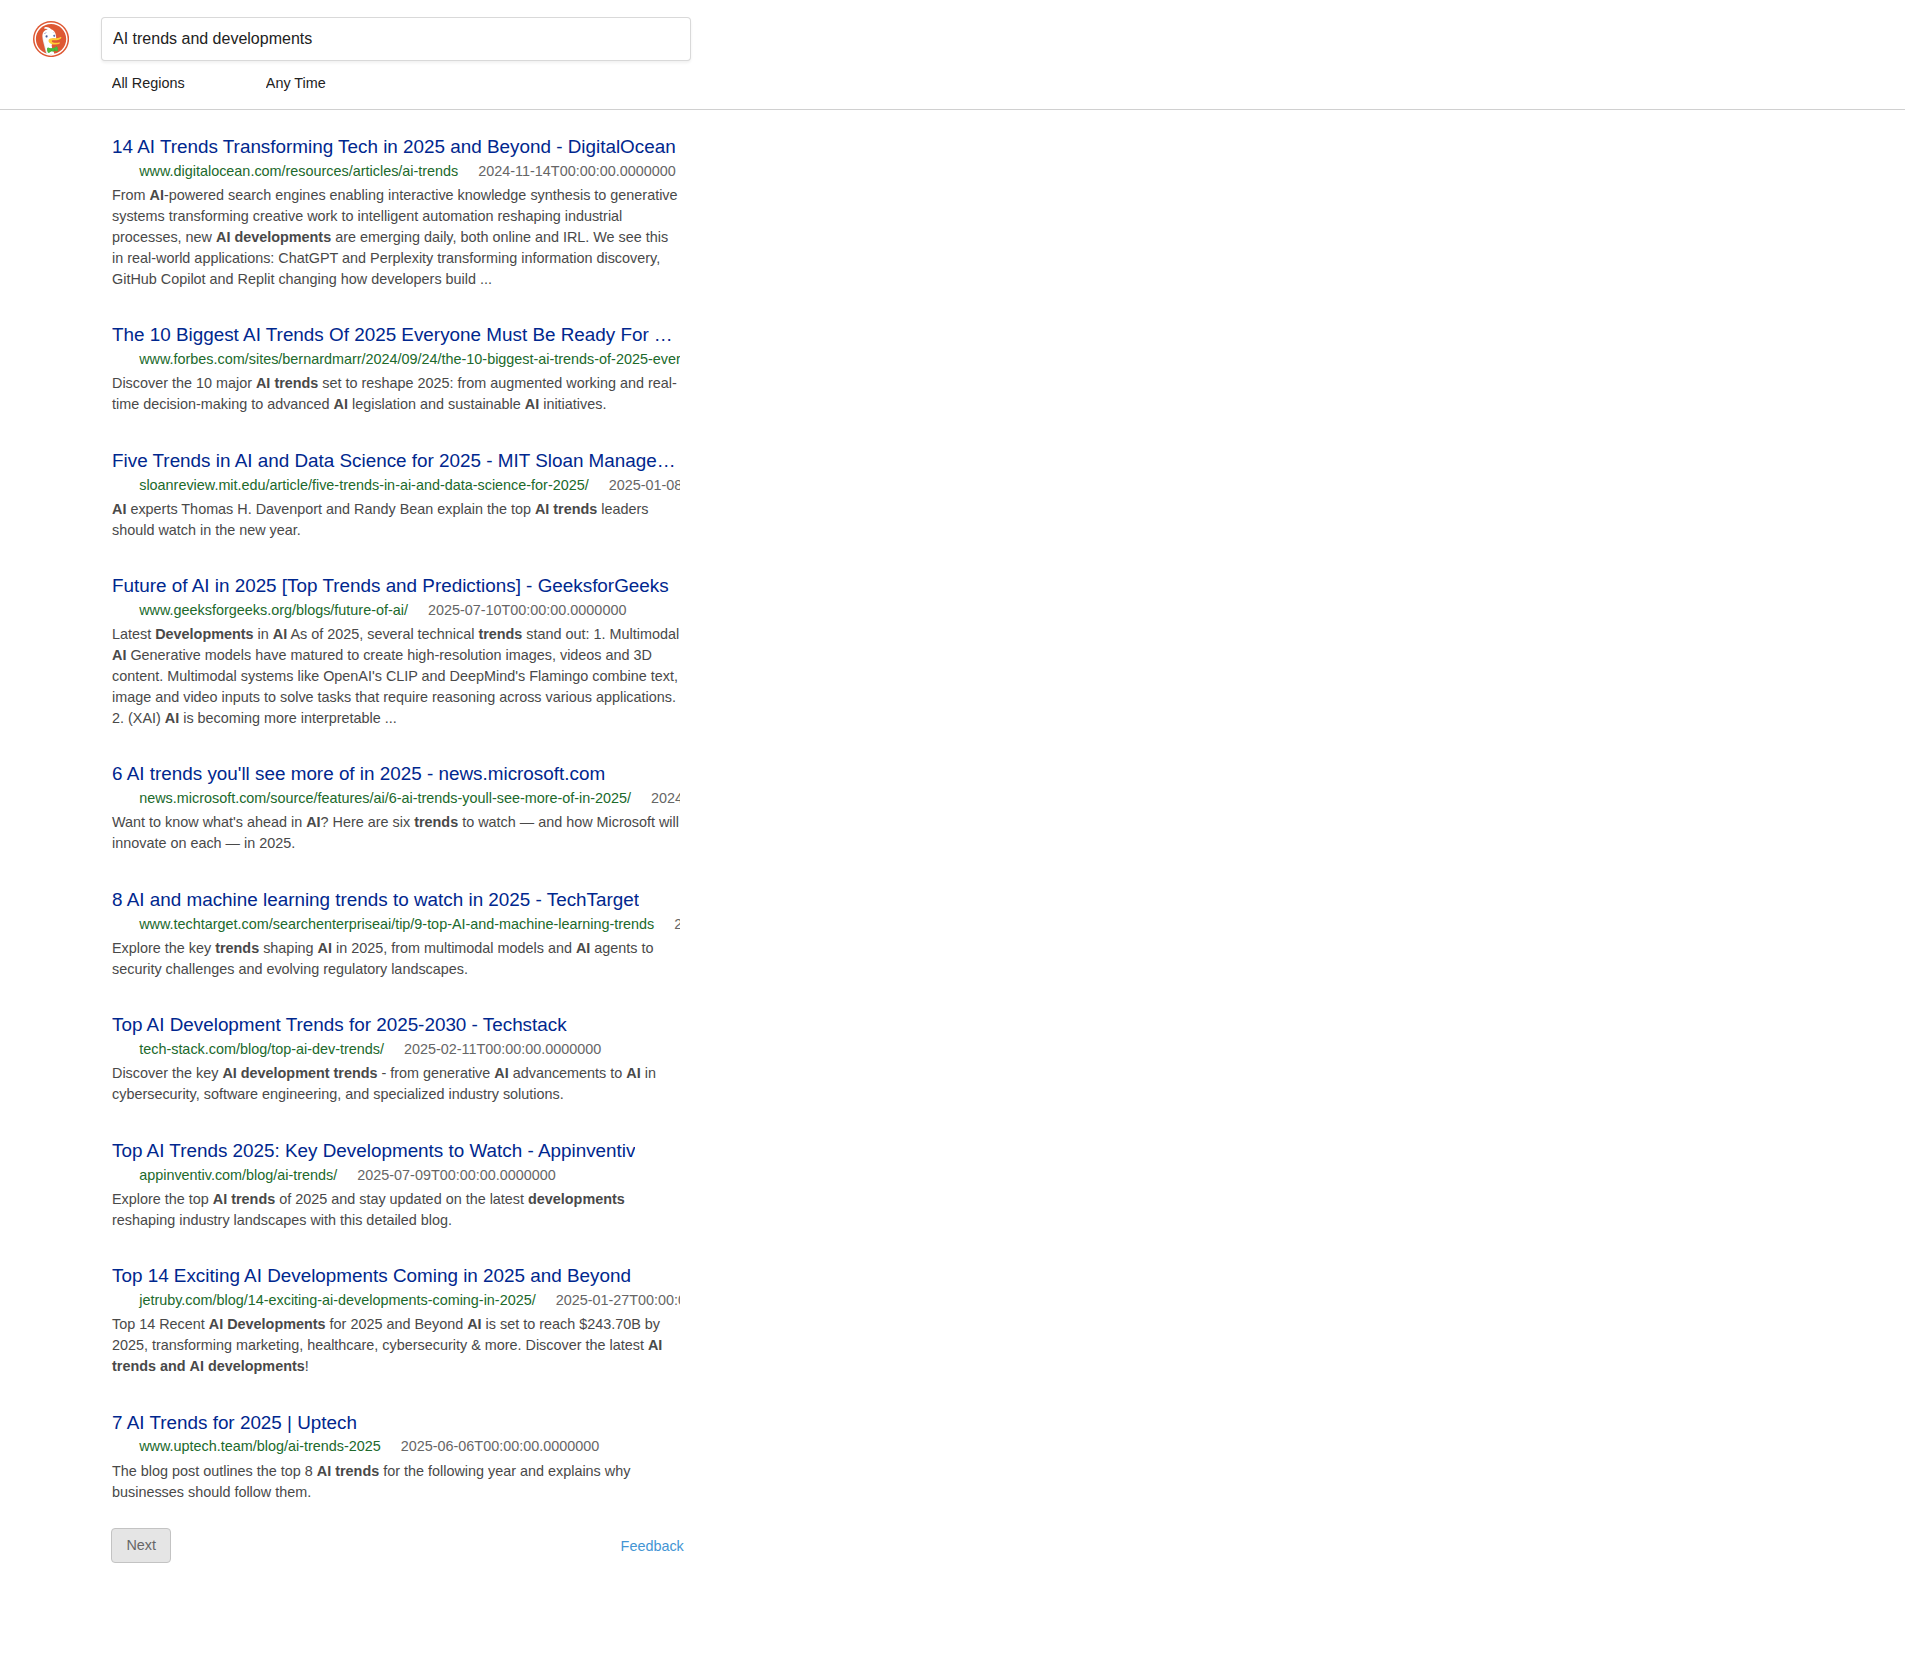 AI trends and developments
All Regions Any Time
14 AI Trends Transforming Tech in 2025 and Beyond - DigitalOcean
www.digitalocean.com/resources/articles/ai-trends 2024-11-14T00:00:00.0000000
From AI-powered search engines enabling interactive knowledge synthesis to generative
systems transforming creative work to intelligent automation reshaping industrial
processes, new AI developments are emerging daily, both online and IRL. We see this
in real-world applications: ChatGPT and Perplexity transforming information discovery,
GitHub Copilot and Replit changing how developers build ...
The 10 Biggest AI Trends Of 2025 Everyone Must Be Ready For …
www.forbes.com/sites/bernardmarr/2024/09/24/the-10-biggest-ai-trends-of-2025-ever
Discover the 10 major AI trends set to reshape 2025: from augmented working and real-
time decision-making to advanced AI legislation and sustainable AI initiatives.
Five Trends in AI and Data Science for 2025 - MIT Sloan Manage…
sloanreview.mit.edu/article/five-trends-in-ai-and-data-science-for-2025/ 2025-01-08
AI experts Thomas H. Davenport and Randy Bean explain the top AI trends leaders
should watch in the new year.
Future of AI in 2025 [Top Trends and Predictions] - GeeksforGeeks
www.geeksforgeeks.org/blogs/future-of-ai/ 2025-07-10T00:00:00.0000000
Latest Developments in AI As of 2025, several technical trends stand out: 1. Multimodal
AI Generative models have matured to create high-resolution images, videos and 3D
content. Multimodal systems like OpenAI's CLIP and DeepMind's Flamingo combine text,
image and video inputs to solve tasks that require reasoning across various applications.
2. (XAI) AI is becoming more interpretable ...
6 AI trends you'll see more of in 2025 - news.microsoft.com
news.microsoft.com/source/features/ai/6-ai-trends-youll-see-more-of-in-2025/ 2024
Want to know what's ahead in AI? Here are six trends to watch — and how Microsoft will
innovate on each — in 2025.
8 AI and machine learning trends to watch in 2025 - TechTarget
www.techtarget.com/searchenterpriseai/tip/9-top-AI-and-machine-learning-trends 2
Explore the key trends shaping AI in 2025, from multimodal models and AI agents to
security challenges and evolving regulatory landscapes.
Top AI Development Trends for 2025-2030 - Techstack
tech-stack.com/blog/top-ai-dev-trends/ 2025-02-11T00:00:00.0000000
Discover the key AI development trends - from generative AI advancements to AI in
cybersecurity, software engineering, and specialized industry solutions.
Top AI Trends 2025: Key Developments to Watch - Appinventiv
appinventiv.com/blog/ai-trends/ 2025-07-09T00:00:00.0000000
Explore the top AI trends of 2025 and stay updated on the latest developments
reshaping industry landscapes with this detailed blog.
Top 14 Exciting AI Developments Coming in 2025 and Beyond
jetruby.com/blog/14-exciting-ai-developments-coming-in-2025/ 2025-01-27T00:00:0
Top 14 Recent AI Developments for 2025 and Beyond AI is set to reach $243.70B by
2025, transforming marketing, healthcare, cybersecurity & more. Discover the latest AI
trends and AI developments!
7 AI Trends for 2025 | Uptech
www.uptech.team/blog/ai-trends-2025 2025-06-06T00:00:00.0000000
The blog post outlines the top 8 AI trends for the following year and explains why
businesses should follow them.
Next Feedback